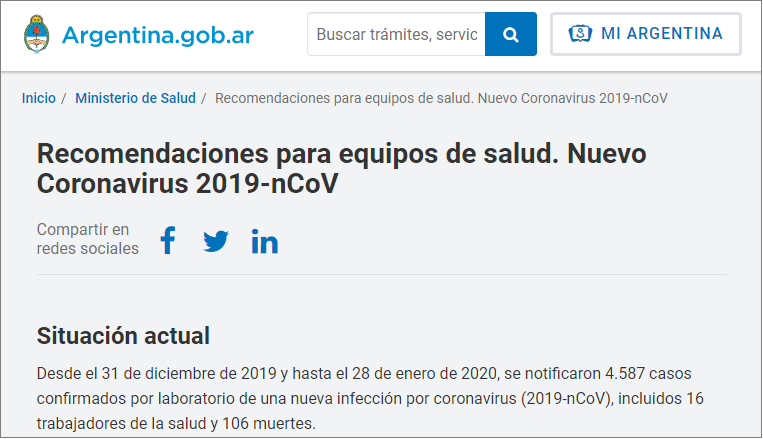 Argentina.gob.ar
Buscar trámites, servic
MI ARGENTINA
Inicio / Ministerio de Salud / Recomendaciones para equipos de salud. Nuevo Coronavirus 2019-nCoV
Recomendaciones para equipos de salud. Nuevo
Coronavirus 2019-nCoV
Compartir en
redes sociales
Situación actual
Desde el 31 de diciembre de 2019 y hasta el 28 de enero de 2020, se notificaron 4.587 casos
confirmados por laboratorio de una nueva infección por coronavirus (2019-nCoV), incluidos 16
trabajadores de la salud y 106 muertes.